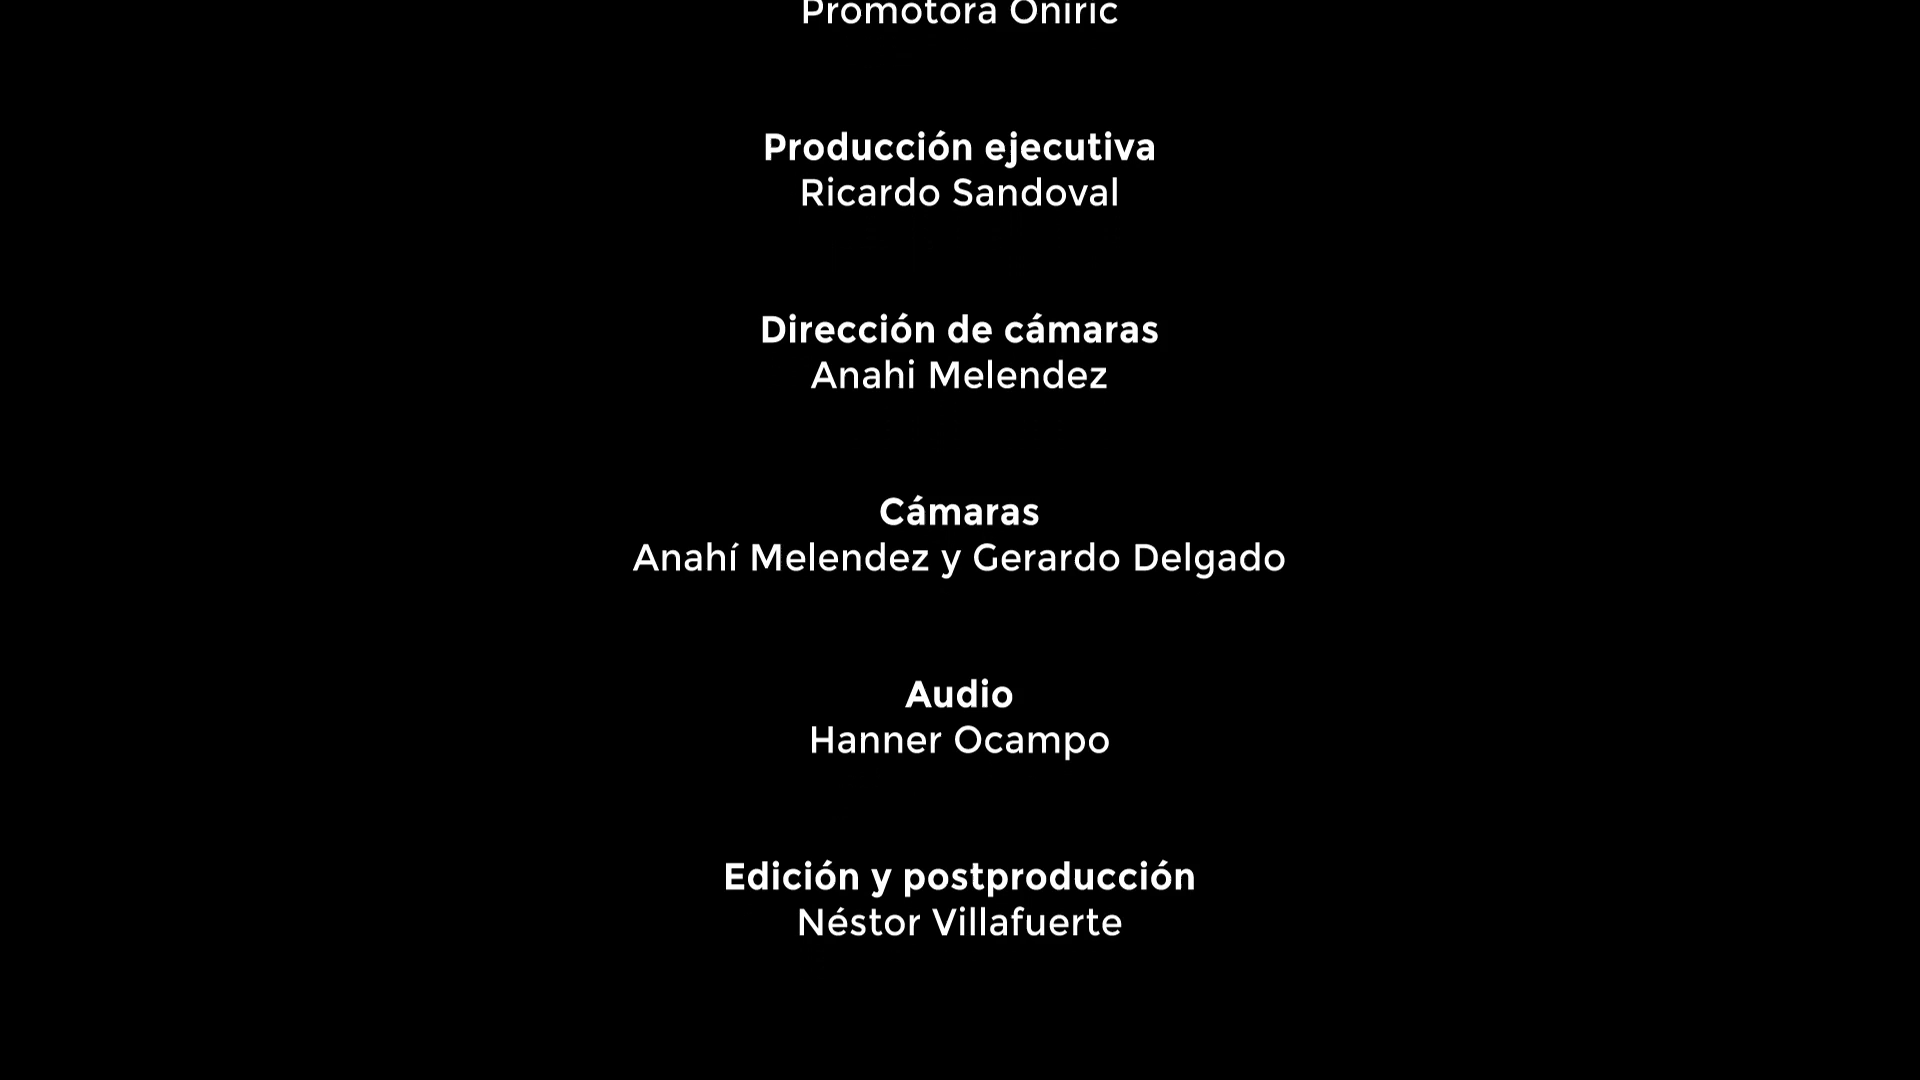 Promotora Oniric
Producción ejecutiva
Ricardo Sandoval
Dirección de cámaras
Anahi Melendez
Cámaras
Anahí Melendez y Gerardo Delgado
Audio
Hanner Ocampo
Edición y postproducción
Néstor Villafuerte